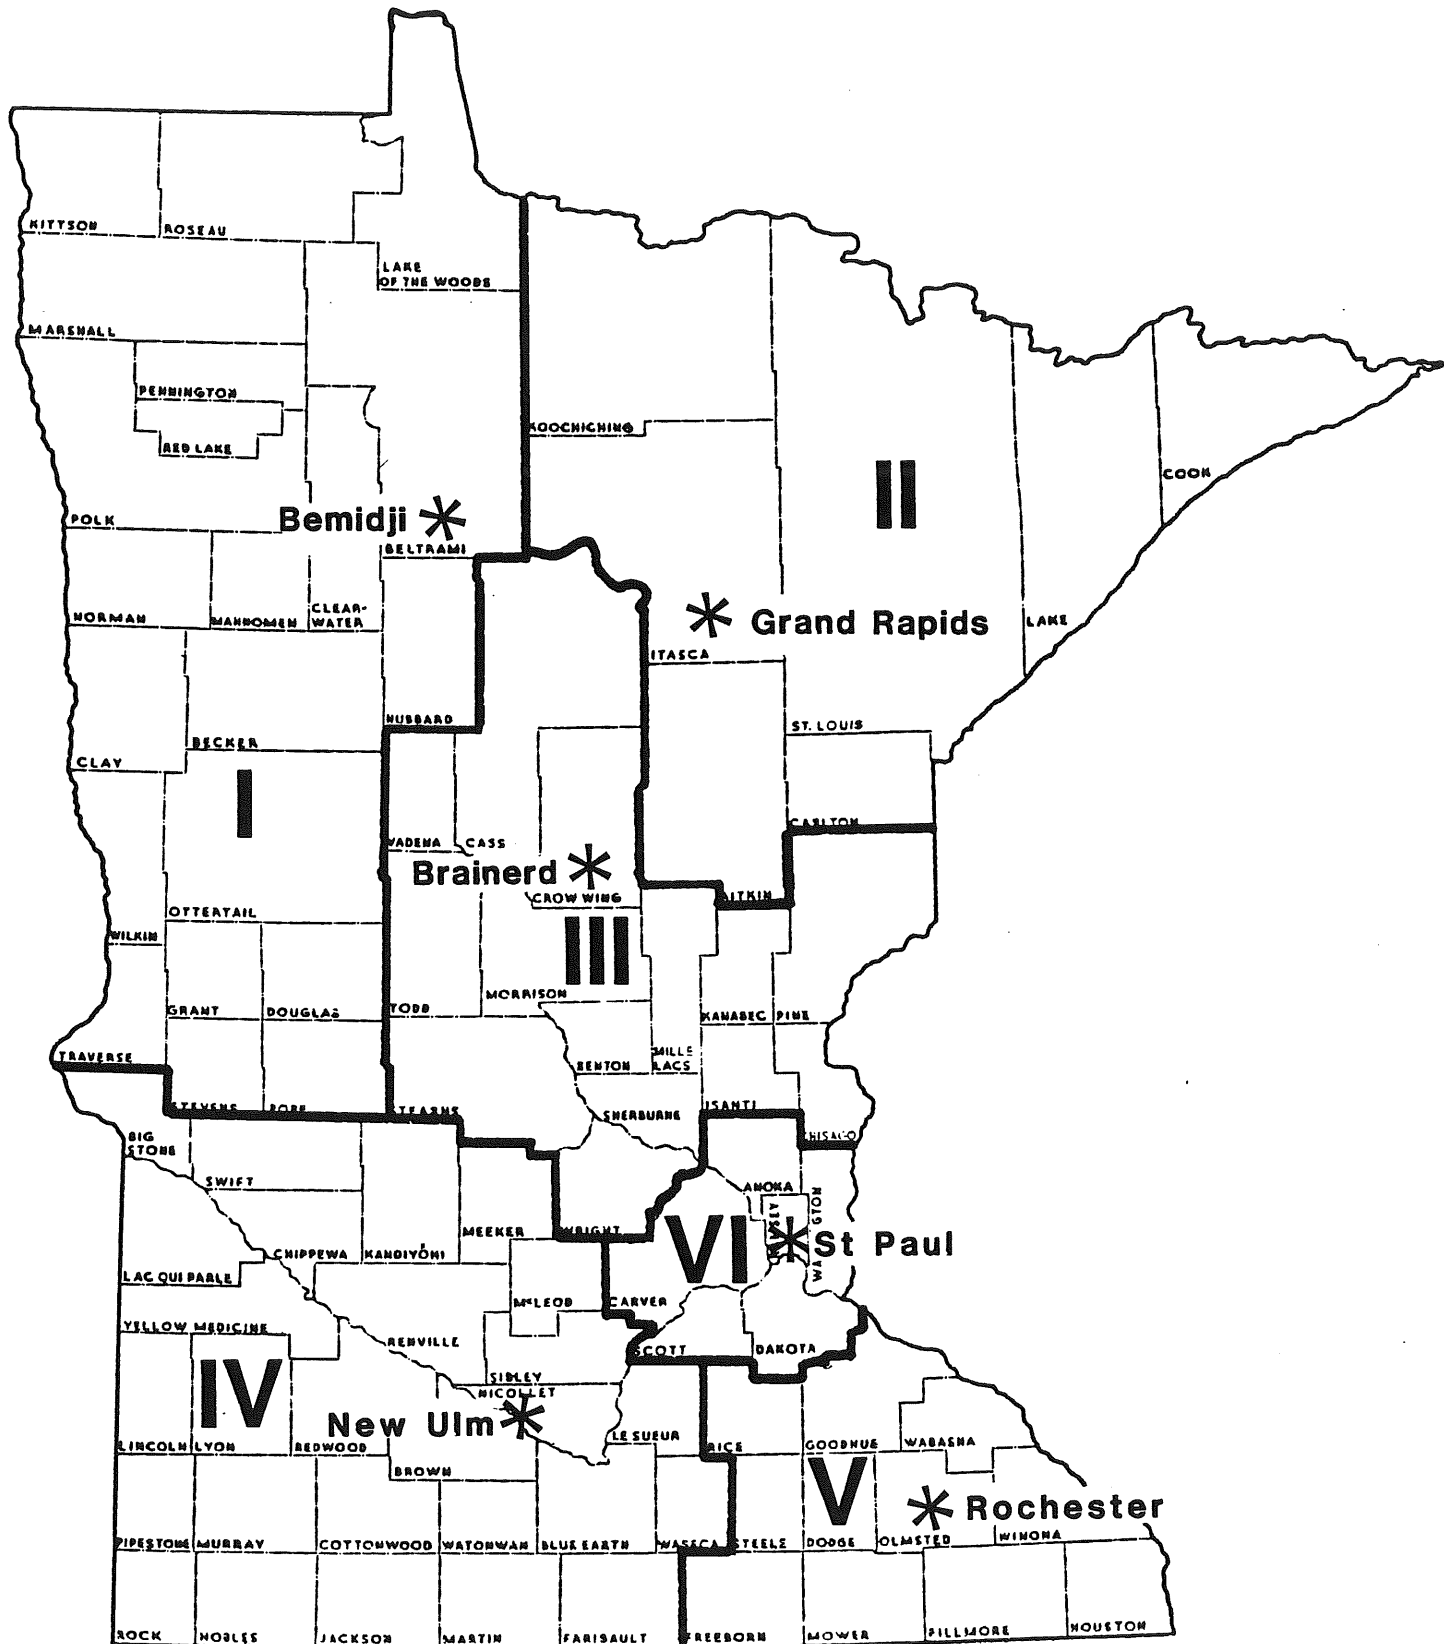 KITTSON
ROSEAU
LAKE
OF THE WOODS
MARSHALL
PENNINGTON
RED LAKE
KOOCHICHING
II
COOK
POLK
Bemidji
BELTRAMI
NORMAN
MAHNOMEN
CLEAR-
WATER
Grand Rapids
LAKE
ITASCA
HUBBARD
ST. LOUIS
BECKER
CLAY
I
CARLTON
WADENA
CASS
Brainerd
CROW WING
AITKIN
OTTERTAIL
WILKIN
III
MORRISON
GRANT
DOUGLAS
TODD
KANABEC
PINE
TRAVERSE
BENTON
MILLE
LACS
STEVENS
POPE
STEARNS
SHERBURNE
ISANTI
CHISAGO
BIG
STONE
SWIFT
ANOKA
MEEKER
WRIGHT
VI
St Paul
CHIPPEWA
KANDIYOHI
LAC QUI PARLE
McLEOD
CARVER
YELLOW MEDICINE
RENVILLE
SCOTT
DAKOTA
SIBLEY
NICOLLET
IV
New Ulm
LE SUEUR
LINCOLN
LYON
REDWOOD
RICE
GOODHUE
WABASHA
BROWN
V
Rochester
PIPESTONE
MURRAY
COTTONWOOD
WATONWAN
BLUE EARTH
WASECA
STEELE
DODGE
OLMSTED
WINONA
ROCK
NOBLES
JACKSON
MARTIN
FARIBAULT
FREEBORN
MOWER
FILLMORE
HOUSTON